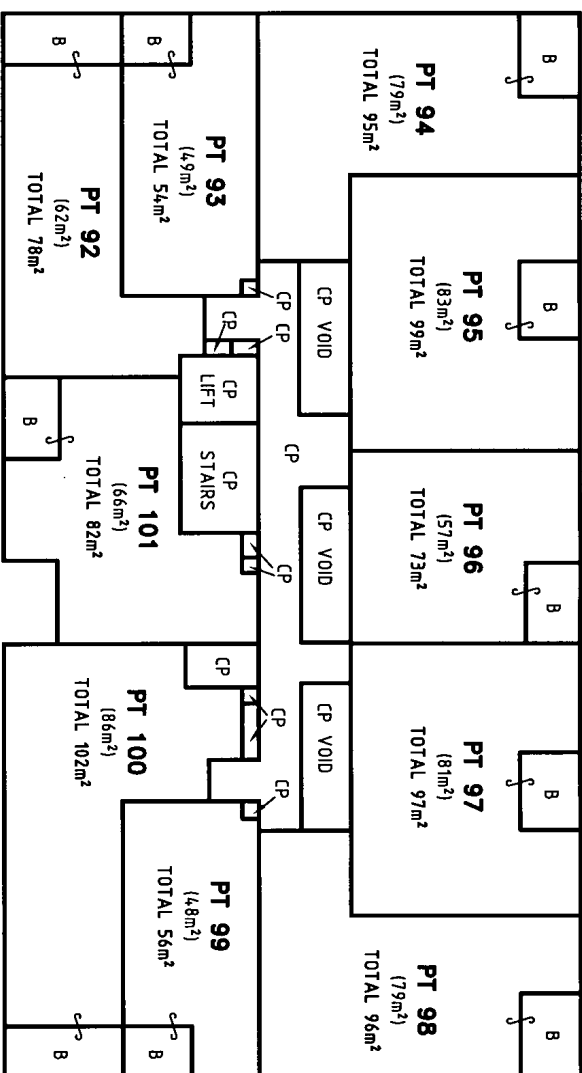 B
B
PT 94
(79m²)
TOTAL 95m²
B
PT 93
(49m²)
TOTAL 54m²
PT 92
(62m²)
TOTAL 78m²
B
PT 95
(83m²)
TOTAL 99m²
CP VOID
CP
CP
CP
CP
LIFT
CP
STAIRS
CP
B
PT 101
(66m²)
TOTAL 82m²
PT 96
(57m²)
TOTAL 73m²
B
CP VOID
CP
CP
CP
PT 97
(81m²)
TOTAL 97m²
B
CP VOID
CP
PT 100
(86m²)
TOTAL 102m²
PT 99
(48m²)
TOTAL 56m²
PT 98
(79m²)
TOTAL 96m²
B
B
B